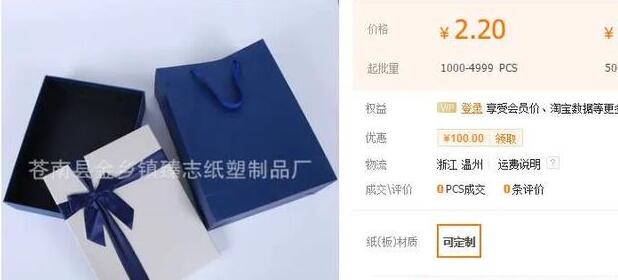 苍南县金乡镇臻志纸塑制品厂
价格 ¥2.20 ¥
起批量 1000-4999 PCS 50
权益 VIP 登录 享受会员价、淘宝数据等更多
优惠 ¥100.00 领取
物流 浙江 温州 运费说明 ?
成交\评价 0 PCS成交 0 条评价
纸(板)材质 可定制